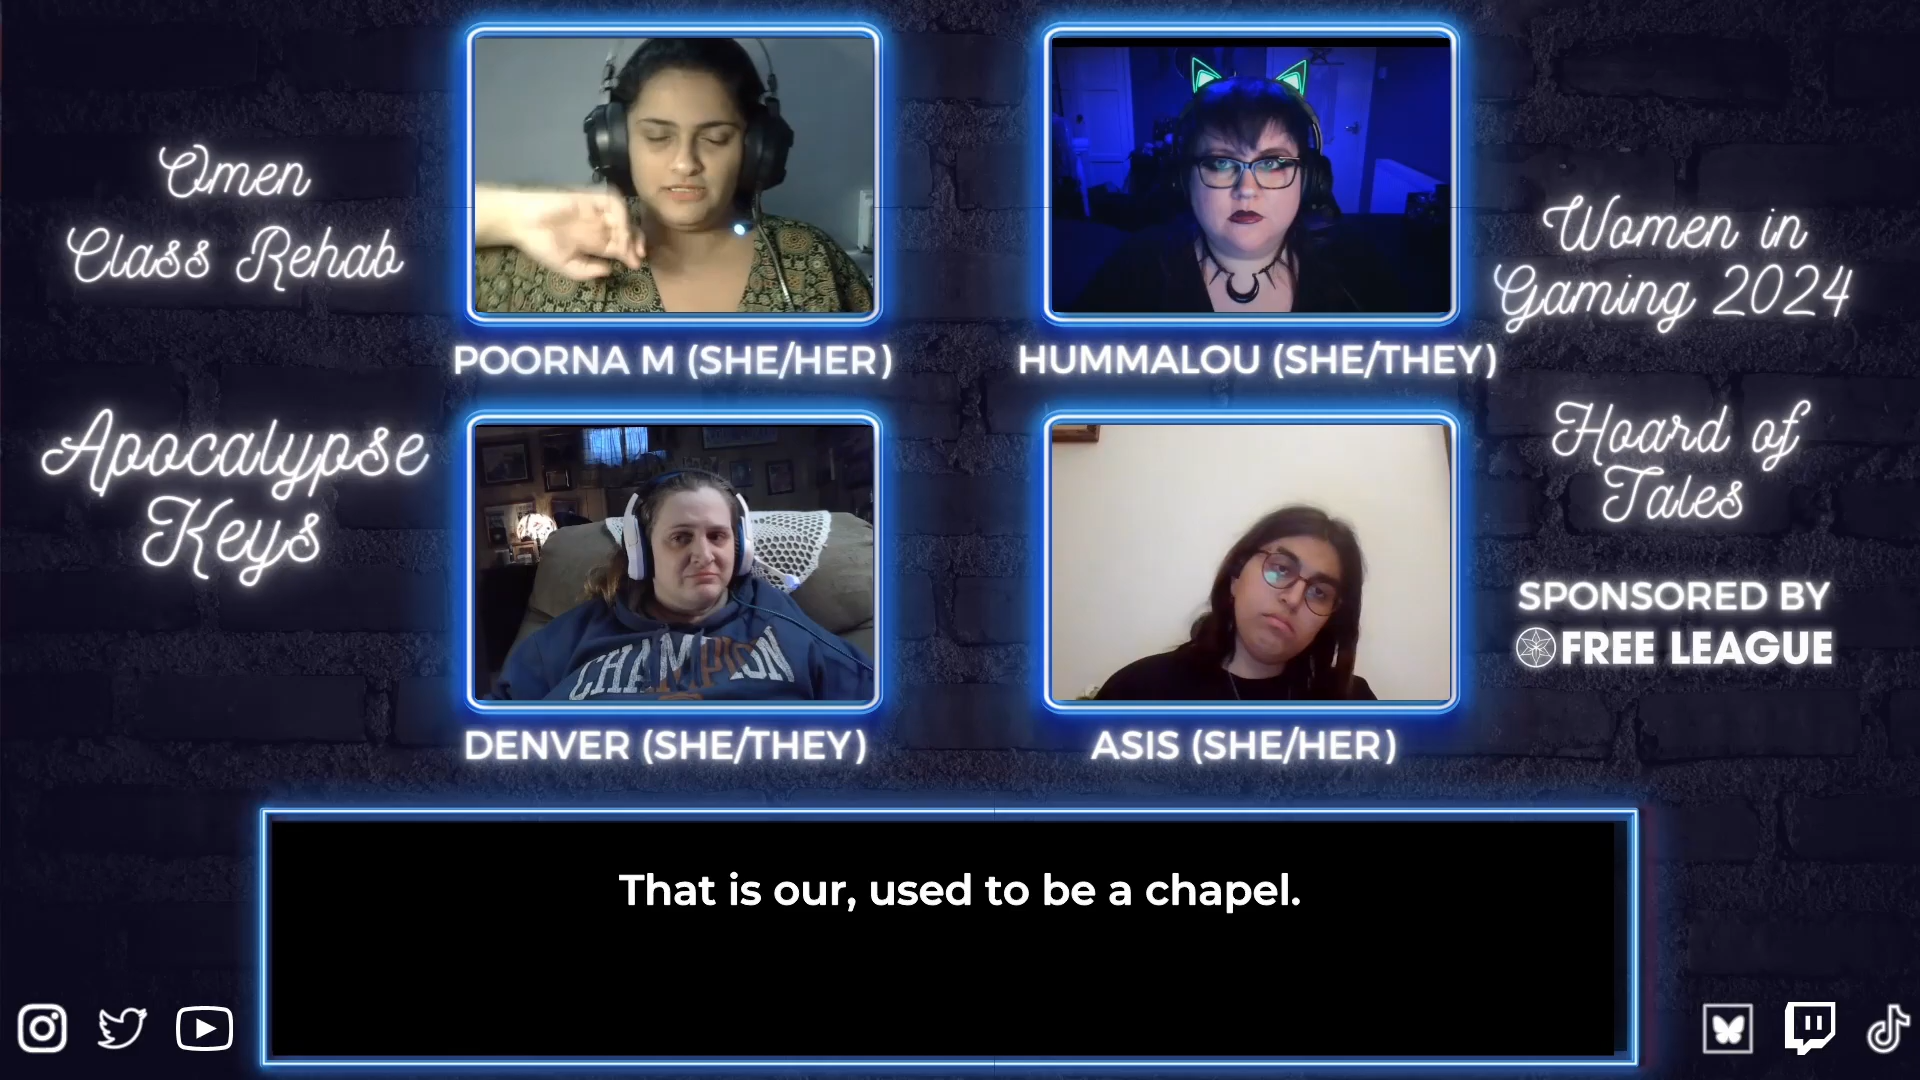 Omen
Class Rehab
Apocalypse
Keys
POORNA M (SHE/HER)
HUMMALOU (SHE/THEY)
CHAMPION
DENVER (SHE/THEY)
ASIS (SHE/HER)
Women in
Gaming 2024
Hoard of
Tales
SPONSORED BY
FREE LEAGUE
That is our, used to be a chapel.